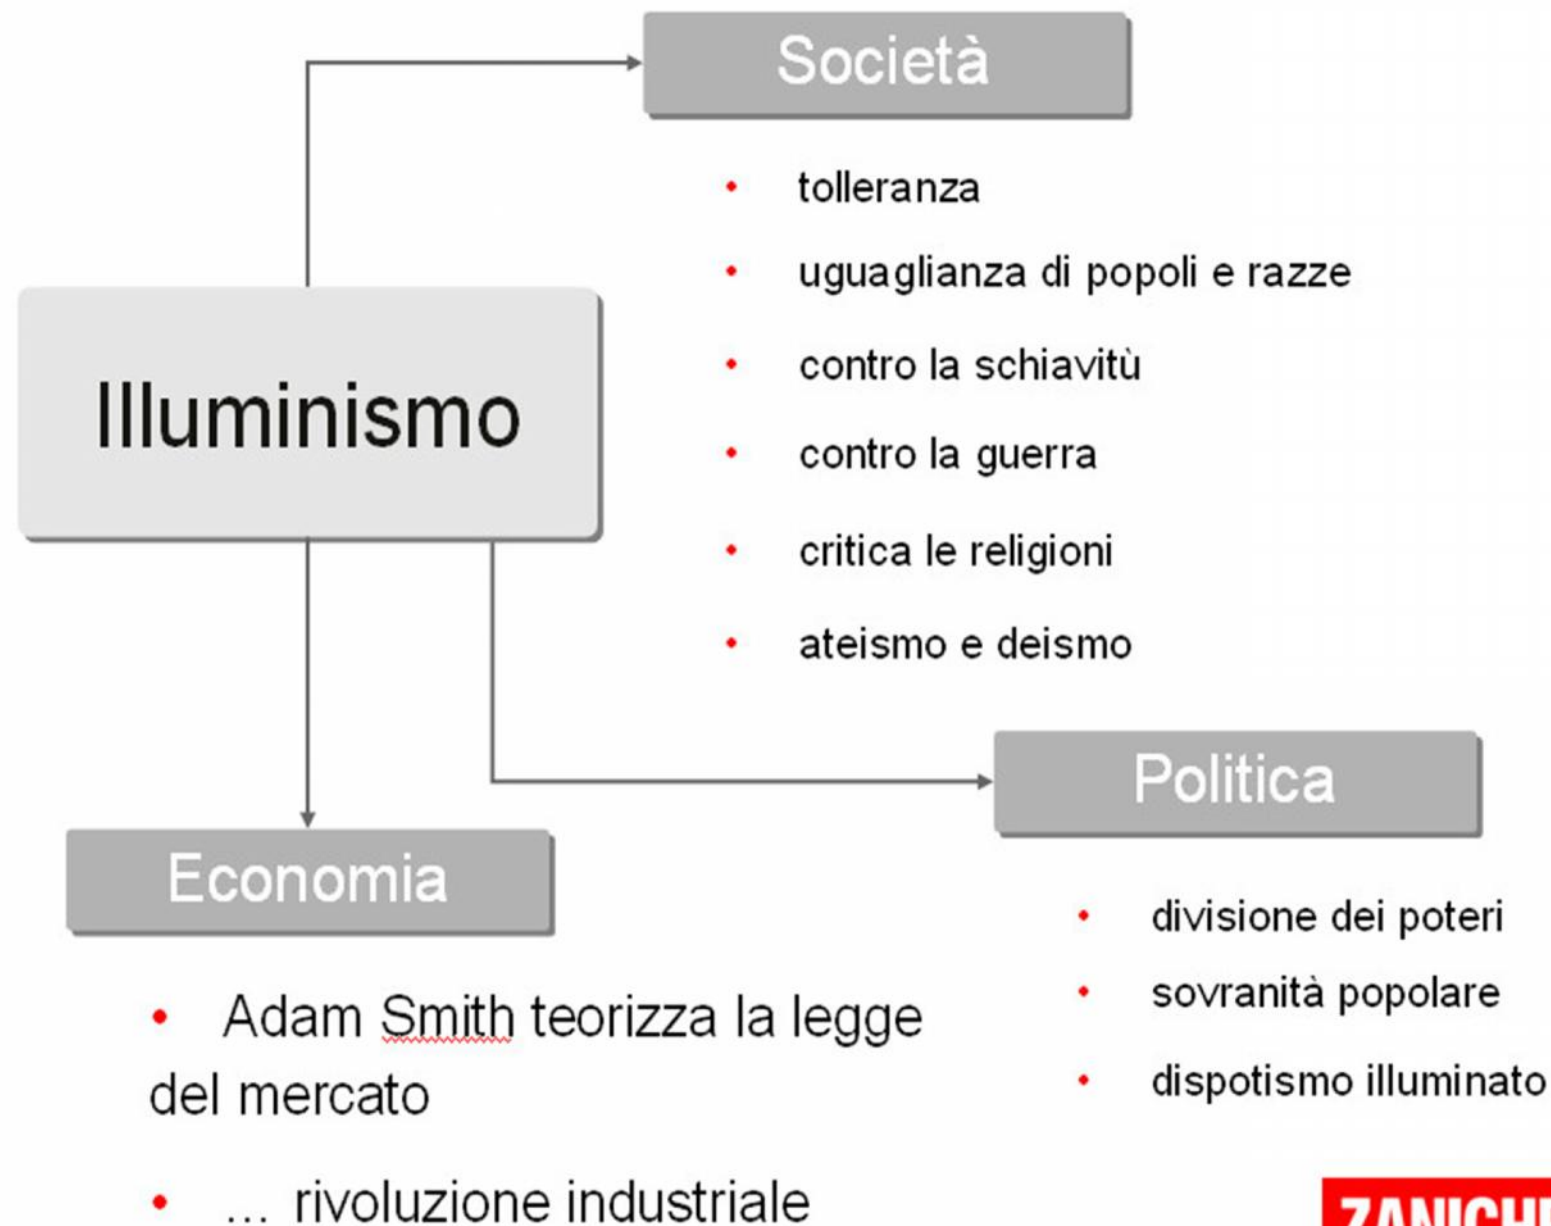 Società
• tolleranza
• uguaglianza di popoli e razze
• contro la schiavitù
• contro la guerra
• critica le religioni
• ateismo e deismo
Illuminismo
Politica
• divisione dei poteri
• sovranità popolare
• dispotismo illuminato
Economia
• Adam Smith teorizza la legge
del mercato
• ... rivoluzione industriale